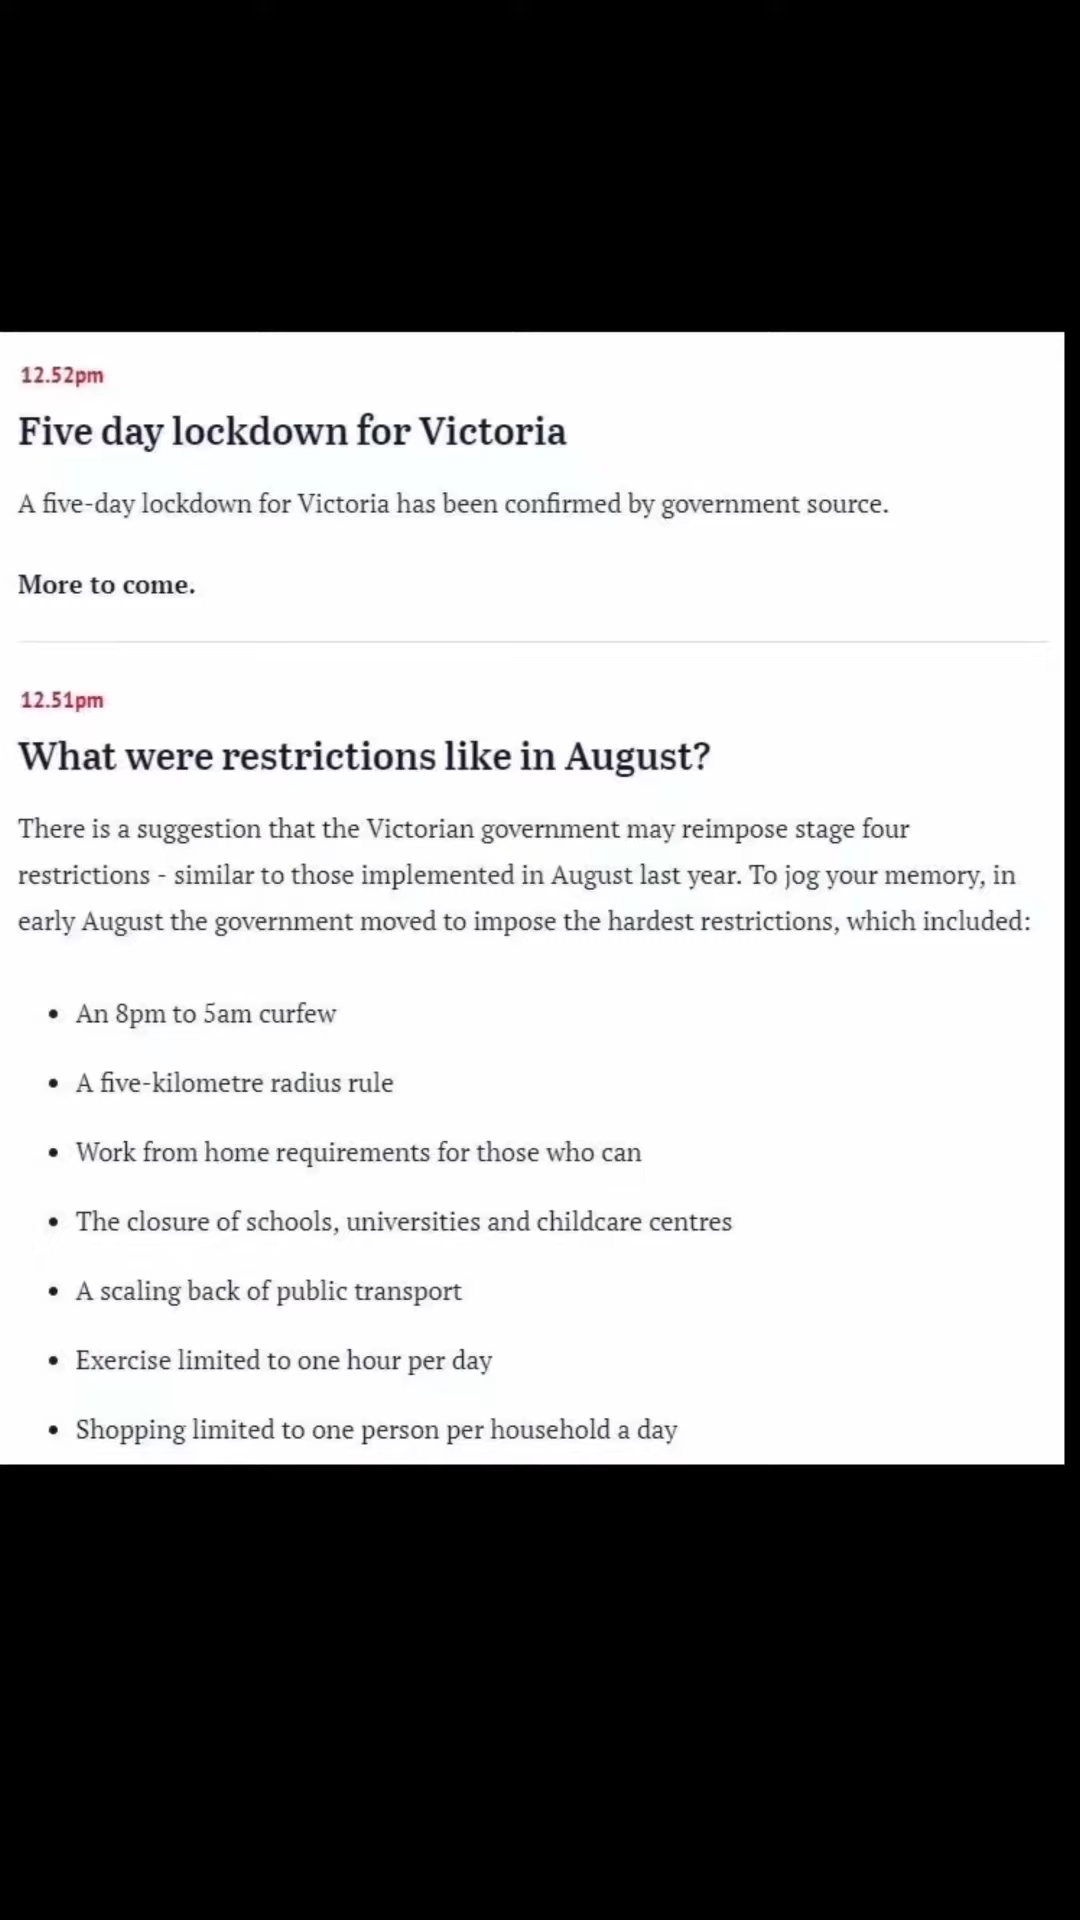 12.52pm
Five day lockdown for Victoria
A five-day lockdown for Victoria has been confirmed by government source.
More to come.
12.51pm
What were restrictions like in August?
There is a suggestion that the Victorian government may reimpose stage four
restrictions - similar to those implemented in August last year. To jog your memory, in
early August the government moved to impose the hardest restrictions, which included:
• An 8pm to 5am curfew
• A five-kilometre radius rule
• Work from home requirements for those who can
• The closure of schools, universities and childcare centres
• A scaling back of public transport
• Exercise limited to one hour per day
• Shopping limited to one person per household a day